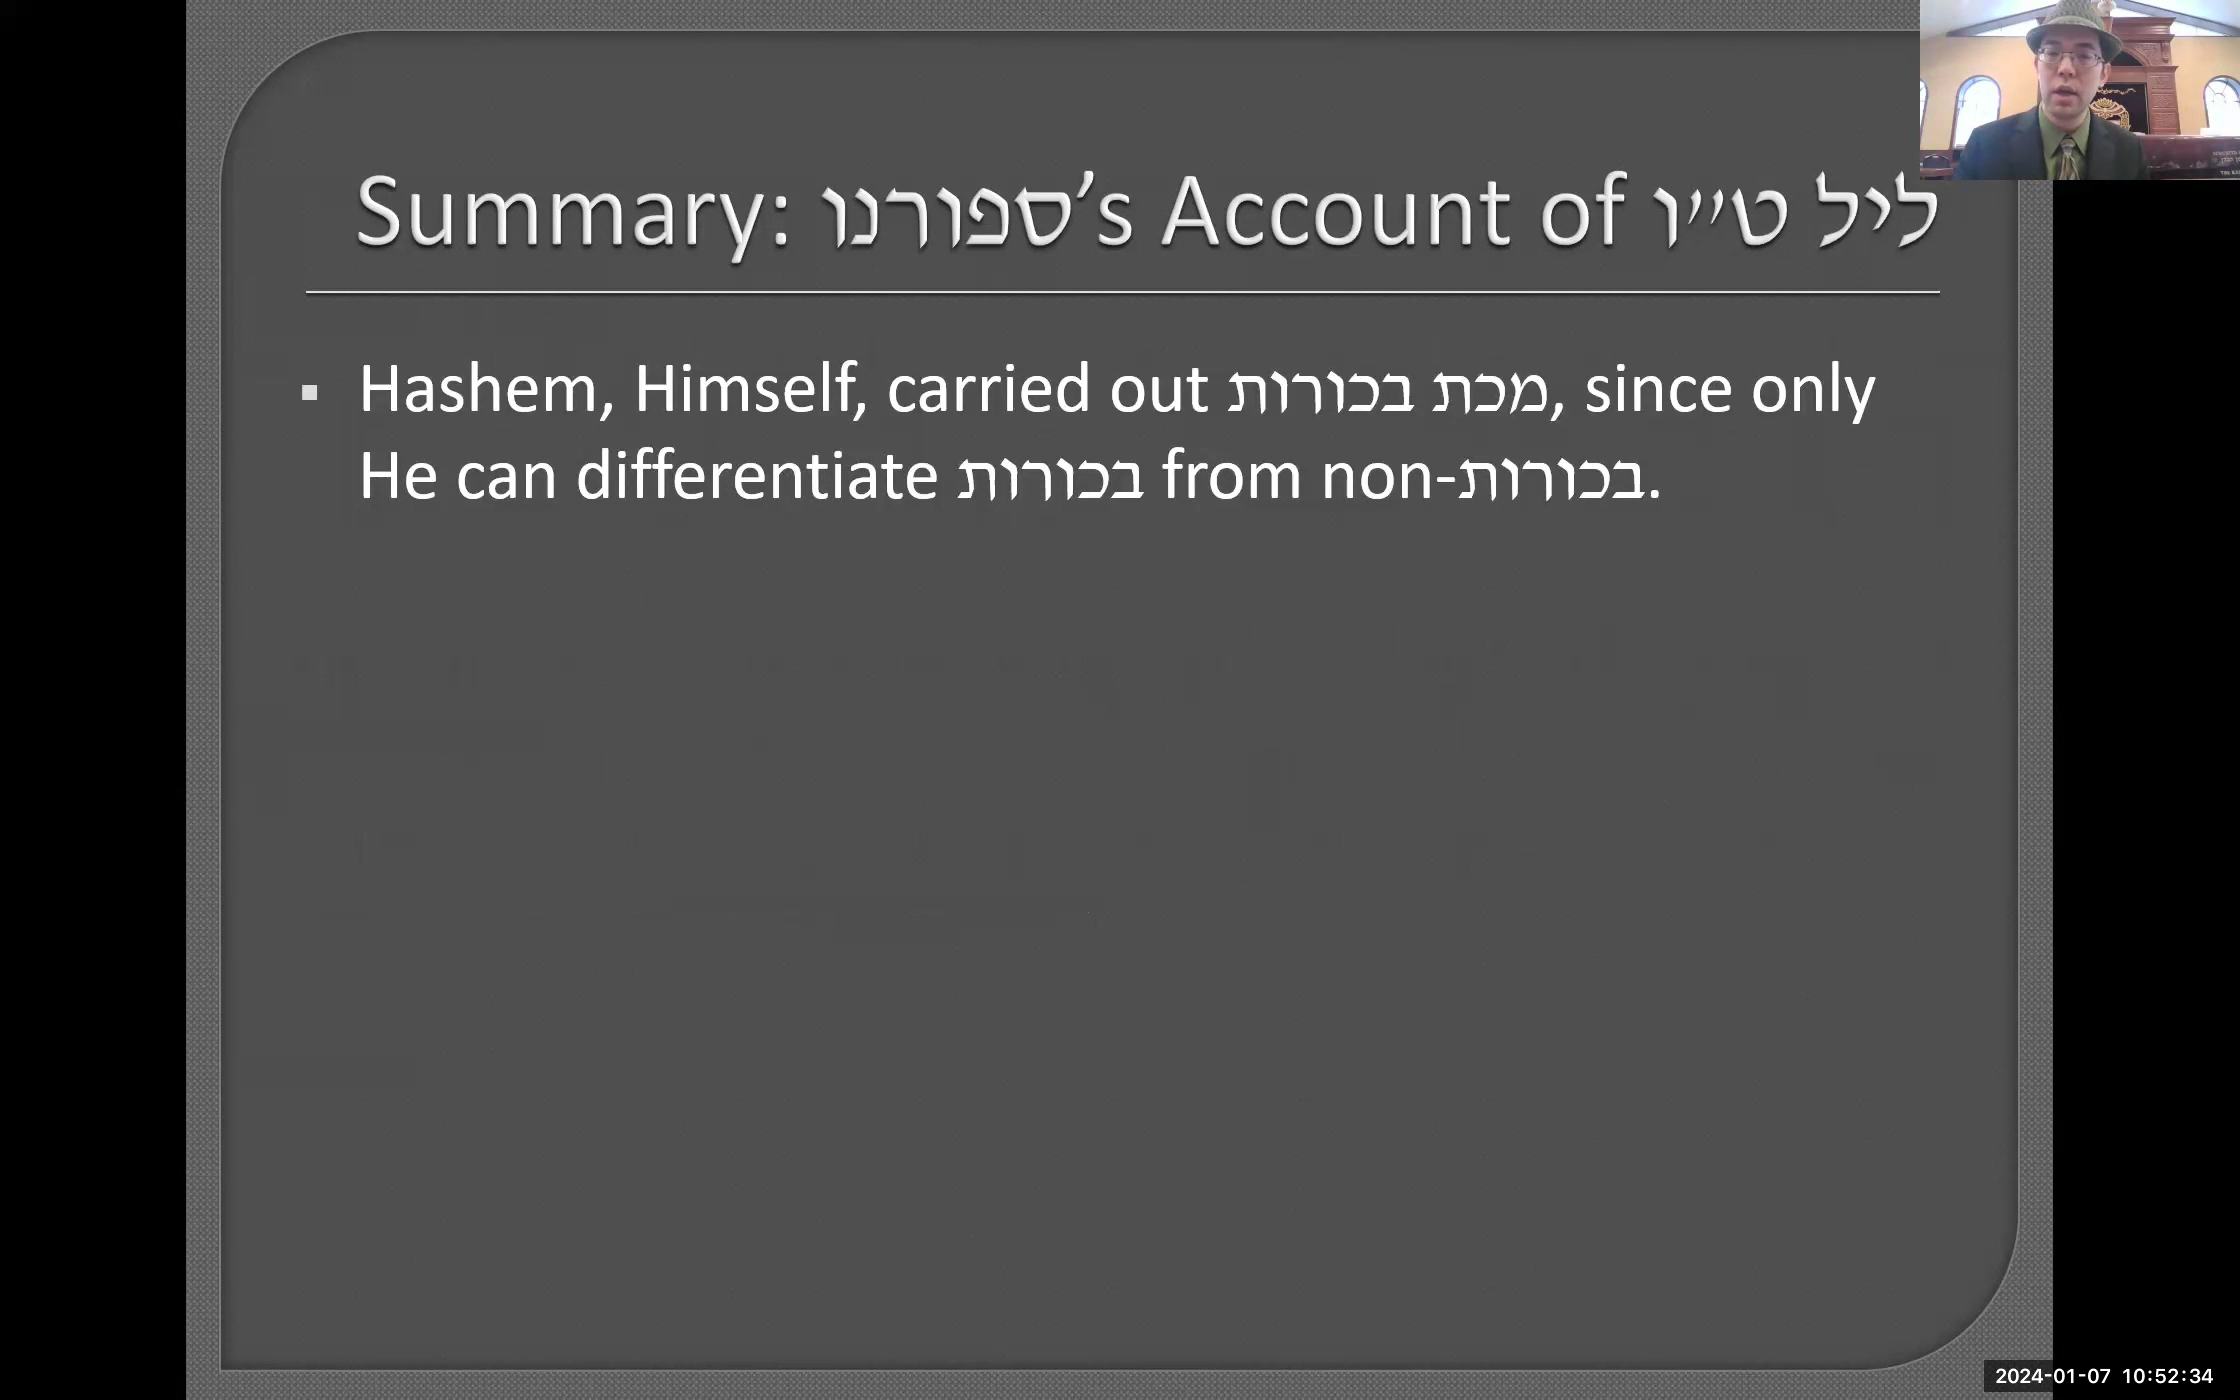 Summary: ספורנו’s Account of ליל ט״ו
▪ Hashem, Himself, carried out מכת בכורות, since only
He can differentiate בכורות from non-בכורות.
2024-01-07 10:52:34